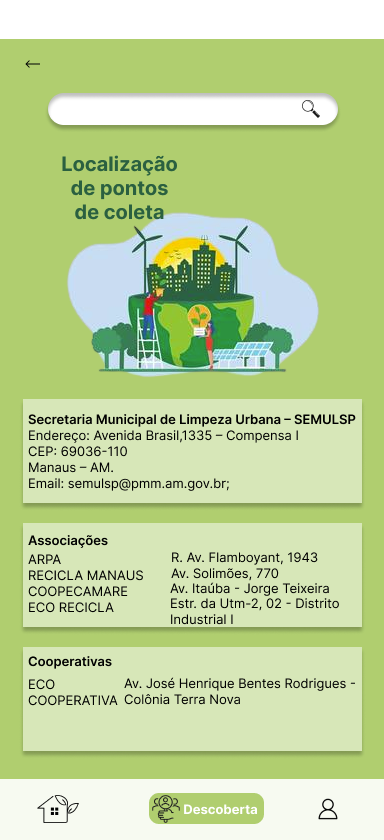 Localização
de pontos
de coleta
Secretaria Municipal de Limpeza Urbana – SEMULSP
Endereço: Avenida Brasil,1335 – Compensa I
CEP: 69036-110
Manaus – AM.
Email: semulsp@pmm.am.gov.br;
Associações
ARPA R. Av. Flamboyant, 1943
RECICLA MANAUS Av. Solimões, 770
COOPECAMARE Av. Itaúba - Jorge Teixeira
ECO RECICLA Estr. da Utm-2, 02 - Distrito
Industrial I
Cooperativas
ECO Av. José Henrique Bentes Rodrigues -
COOPERATIVA Colônia Terra Nova
Descoberta